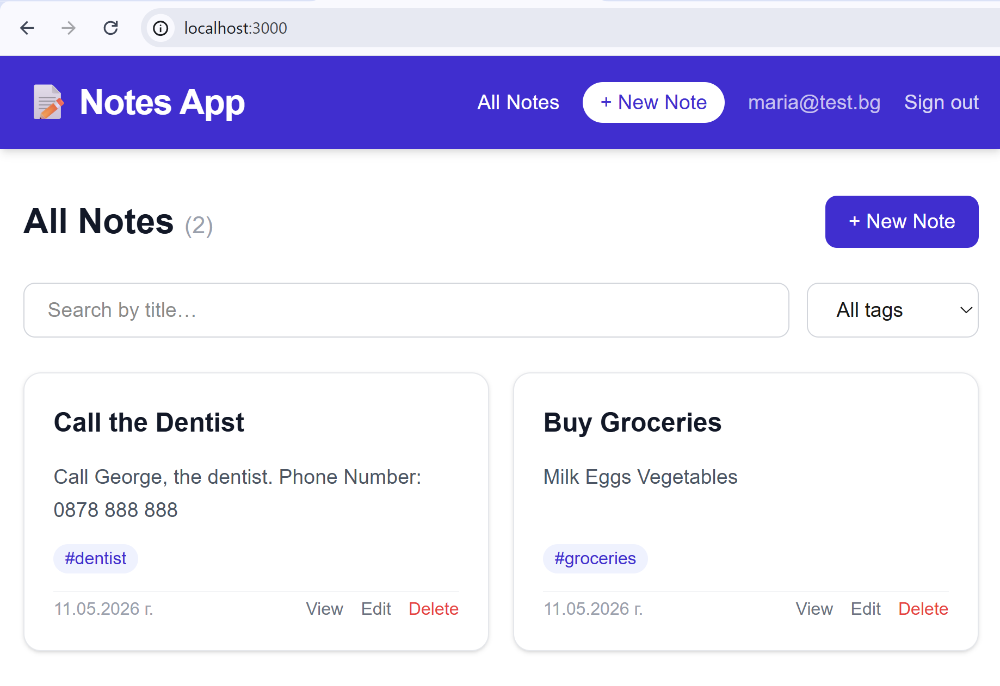 localhost:3000
Notes App
All Notes
+ New Note
maria@test.bg
Sign out
All Notes (2)
+ New Note
Search by title…
All tags
Call the Dentist
Call George, the dentist. Phone Number:
0878 888 888
#dentist
11.05.2026 г.
View
Edit
Delete
Buy Groceries
Milk Eggs Vegetables
#groceries
11.05.2026 г.
View
Edit
Delete